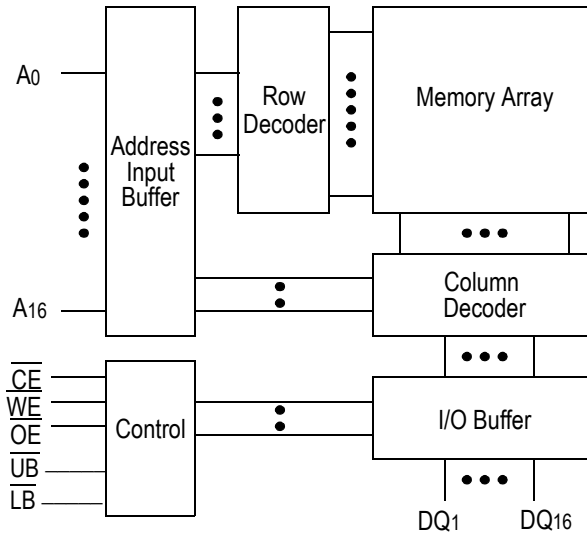 A0
A16
Address
Input
Buffer
Row
Decoder
Memory Array
Column
Decoder
CE
WE
OE
UB
LB
Control
I/O Buffer
DQ1
DQ16